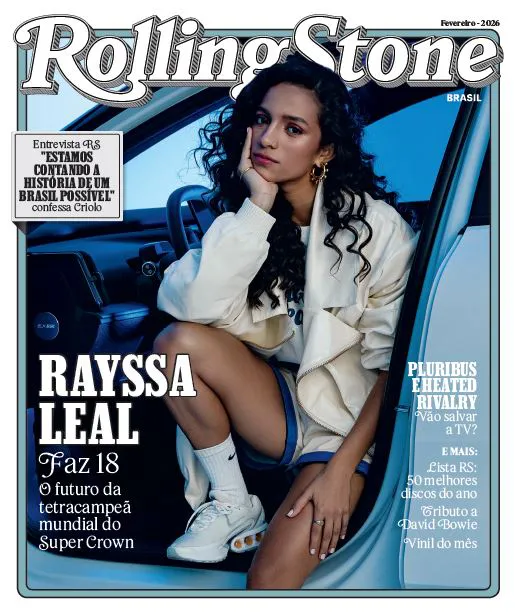 Fevereiro - 2026
RollingStone
BRASIL
Entrevista RS
"ESTAMOS
CONTANDO A
HISTÓRIA DE UM
BRASIL POSSÍVEL"
confessa Criolo
RAYSSA
LEAL
Faz 18
O futuro da
tetracampeã
mundial do
Super Crown
PLURIBUS
E HEATED
RIVALRY
Vão salvar
a TV?
E MAIS:
Lista RS:
50 melhores
discos do ano
Tributo a
David Bowie
Vinil do mês